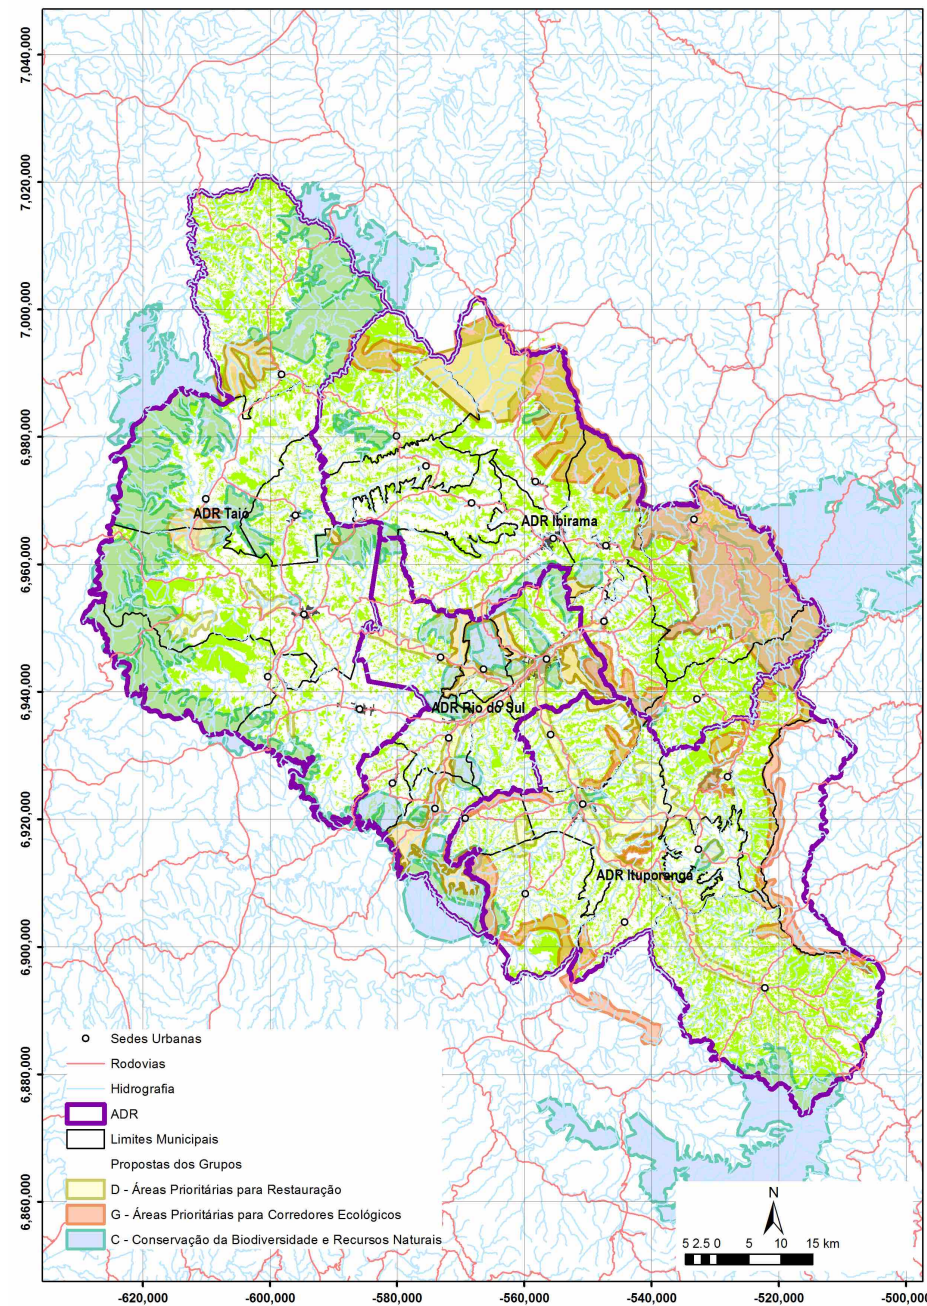 7,040,000
7,020,000
7,000,000
6,980,000
6,960,000
6,940,000
6,920,000
6,900,000
6,880,000
6,860,000
ADR Taió
ADR Ibirama
ADR Rio do Sul
ADR Ituporanga
Sedes Urbanas
Rodovias
Hidrografia
ADR
Limites Municipais
Propostas dos Grupos
D - Áreas Prioritárias para Restauração
G - Áreas Prioritárias para Corredores Ecológicos
C - Conservação da Biodiversidade e Recursos Naturais
N
5 2.5 0 5 10 15 km
-620,000 -600,000 -580,000 -560,000 -540,000 -520,000 -500,000